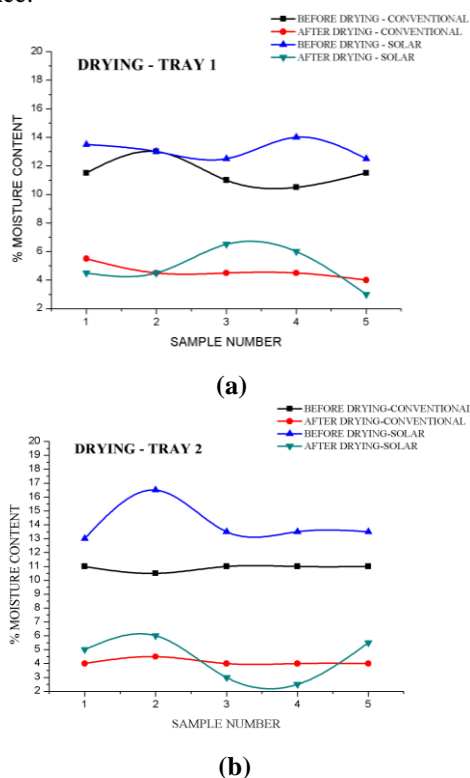 nce.
BEFORE DRYING - CONVENTIONAL
AFTER DRYING - CONVENTIONAL
BEFORE DRYING - SOLAR
AFTER DRYING - SOLAR
DRYING - TRAY 1
20
18
16
14
12
10
8
6
4
2
% MOISTURE CONTENT
1 2 3 4 5
SAMPLE NUMBER
(a)
BEFORE DRYING-CONVENTIONAL
AFTER DRYING-CONVENTIONAL
BEFORE DRYING-SOLAR
AFTER DRYING-SOLAR
DRYING - TRAY 2
20
19
18
17
16
15
14
13
12
11
10
9
8
7
6
5
4
3
2
% MOISTURE CONTENT
1 2 3 4 5
SAMPLE NUMBER
(b)